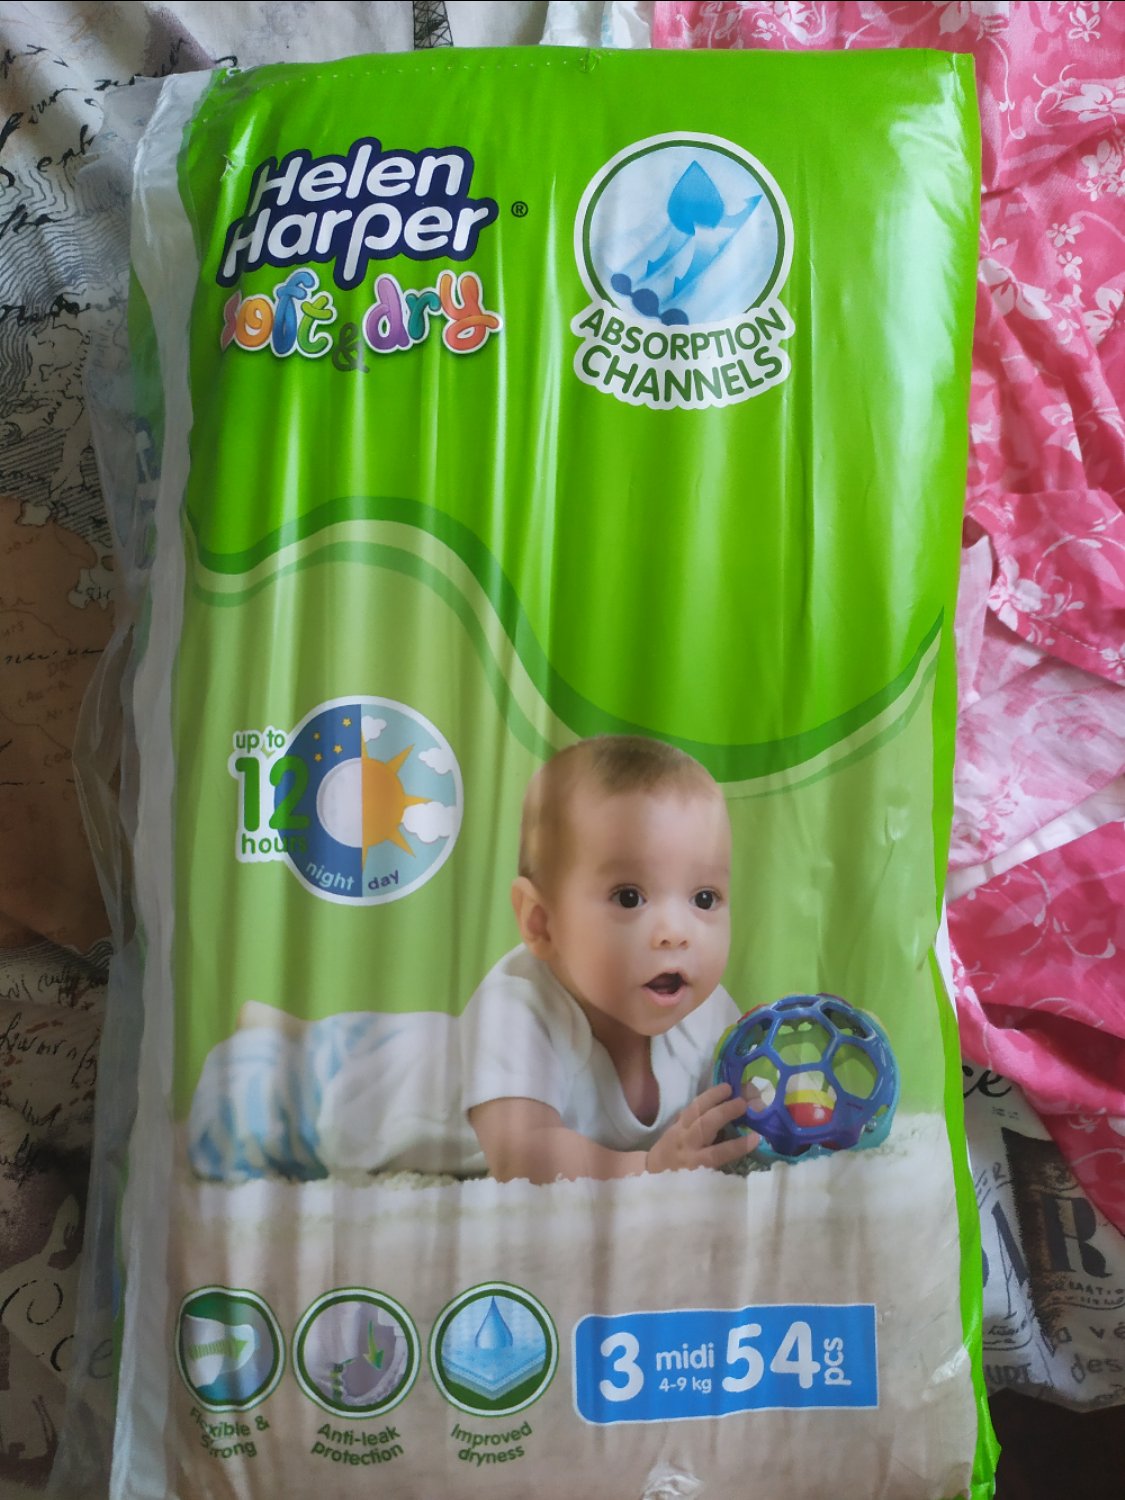 Helen
Harper®
soft & dry
ABSORPTION
CHANNELS
up to
12
hours
night day
Flexible &
Strong
Anti-leak
protection
Improved
dryness
3 midi 54 pcs
4-9 kg